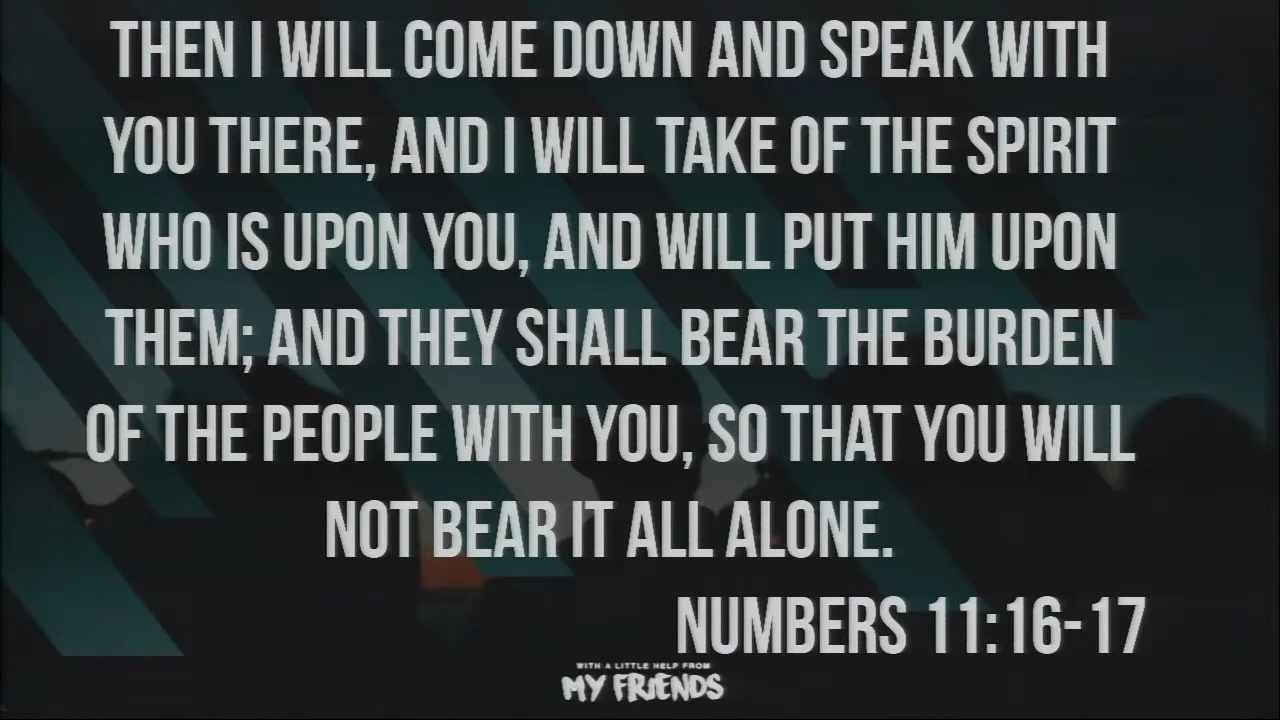 THEN I WILL COME DOWN AND SPEAK WITH
YOU THERE, AND I WILL TAKE OF THE SPIRIT
WHO IS UPON YOU, AND WILL PUT HIM UPON
THEM; AND THEY SHALL BEAR THE BURDEN
OF THE PEOPLE WITH YOU, SO THAT YOU WILL
NOT BEAR IT ALL ALONE.
NUMBERS 11:16-17
WITH A LITTLE HELP FROM
MY FRIENDS